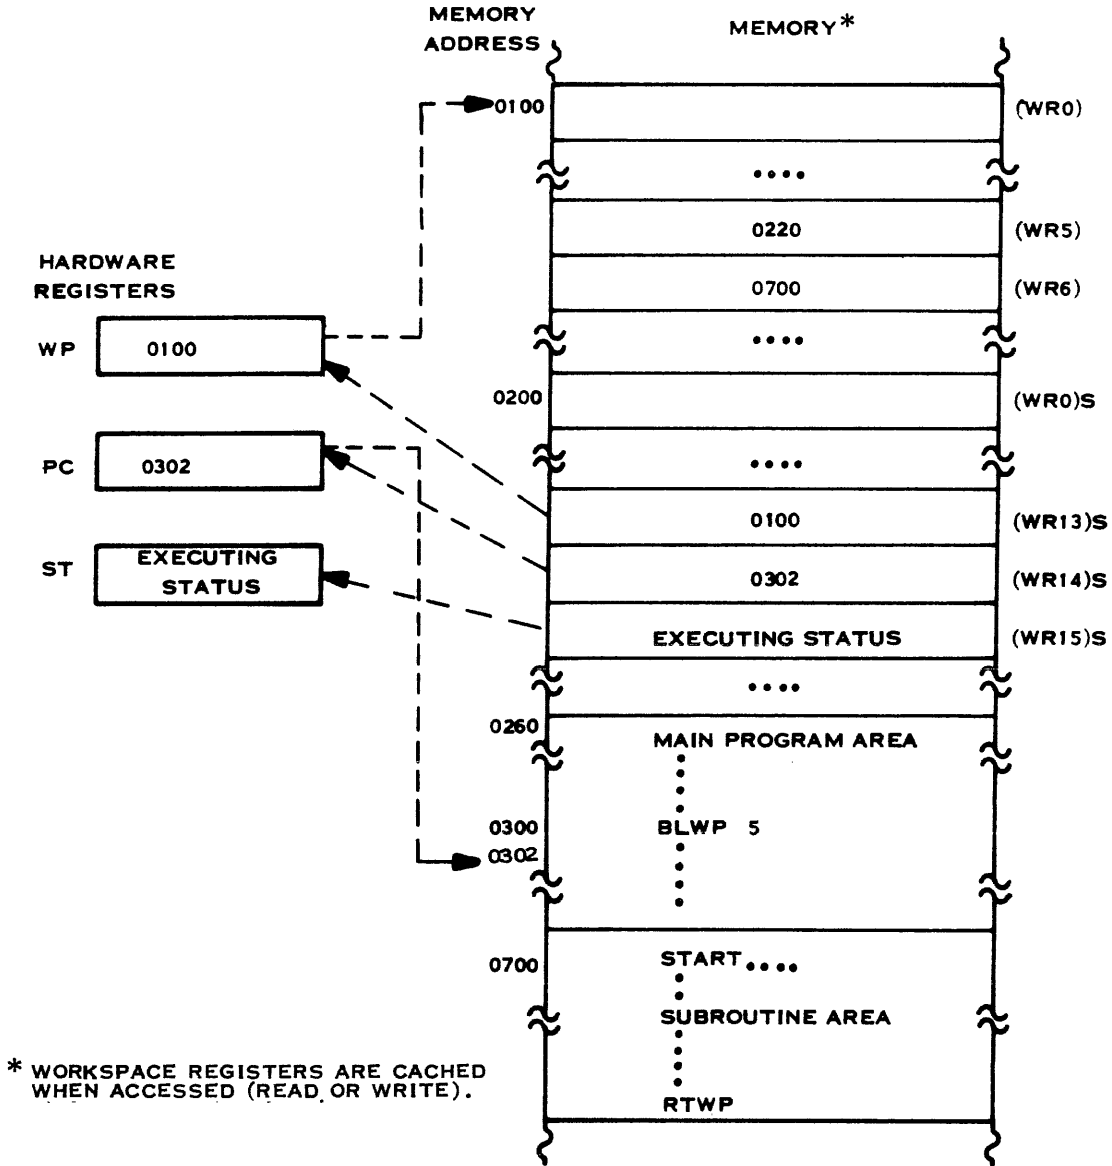 MEMORY ADDRESS
MEMORY*
0100 (WR0)
....
0220 (WR5)
HARDWARE REGISTERS
0700 (WR6)
....
WP 0100
0200 (WR0)S
....
PC 0302
0100 (WR13)S
ST EXECUTING STATUS
0302 (WR14)S
EXECUTING STATUS (WR15)S
....
0260 MAIN PROGRAM AREA
0300 BLWP 5
0302
0700 START....
SUBROUTINE AREA
* WORKSPACE REGISTERS ARE CACHED
WHEN ACCESSED (READ OR WRITE).
RTWP